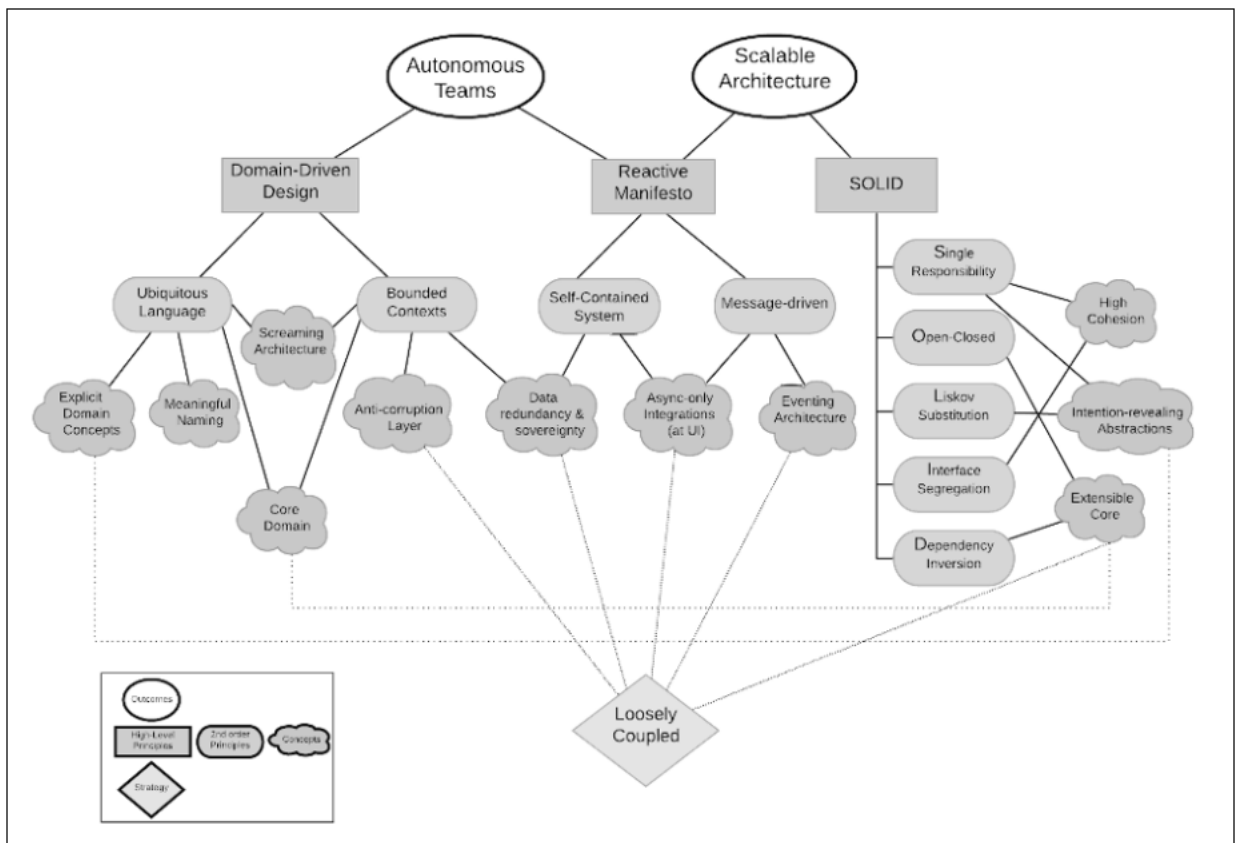 Autonomous
Teams
Scalable
Architecture
Domain-Driven
Design
Reactive
Manifesto
SOLID
Ubiquitous
Language
Bounded
Contexts
Self-Contained
System
Message-driven
Single
Responsibility
Open-Closed
Liskov
Substitution
Interface
Segregation
Dependency
Inversion
Screaming
Architecture
High
Cohesion
Explicit
Domain
Concepts
Meaningful
Naming
Anti-corruption
Layer
Data
redundancy &
sovereignty
Async-only
Integrations
(at UI)
Eventing
Architecture
Intention-revealing
Abstractions
Core
Domain
Extensible
Core
Loosely
Coupled
Outcomes
High-Level
Principles
2nd order
Principles
Concepts
Strategy